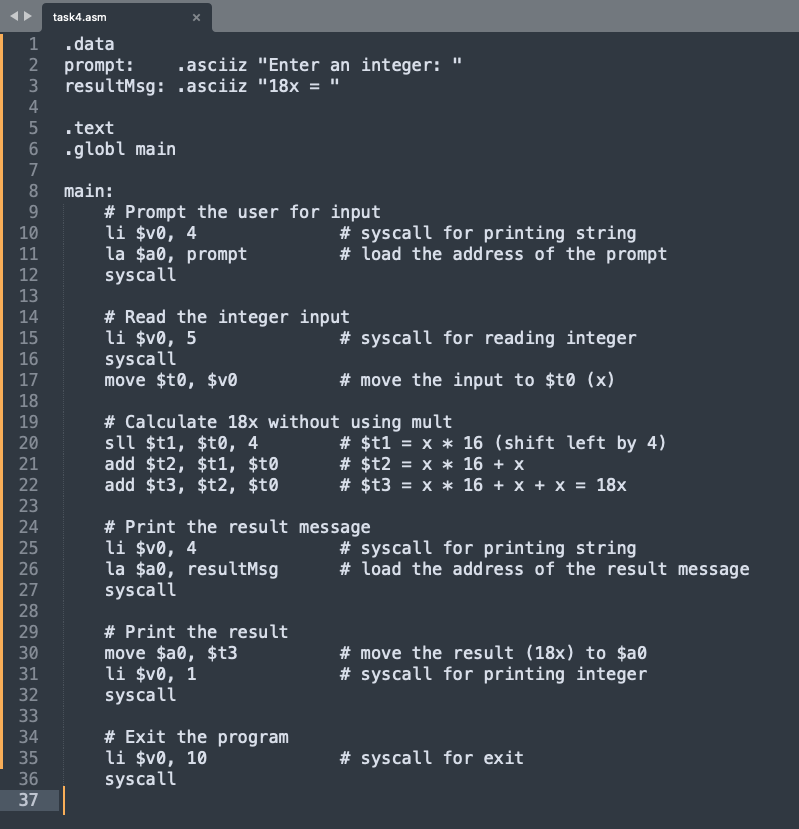 task4.asm
1 .data
2 prompt:    .asciiz "Enter an integer: "
3 resultMsg: .asciiz "18x = "
4
5 .text
6 .globl main
7
8 main:
9     # Prompt the user for input
10     li $v0, 4              # syscall for printing string
11     la $a0, prompt         # load the address of the prompt
12     syscall
13
14     # Read the integer input
15     li $v0, 5              # syscall for reading integer
16     syscall
17     move $t0, $v0          # move the input to $t0 (x)
18
19     # Calculate 18x without using mult
20     sll $t1, $t0, 4        # $t1 = x * 16 (shift left by 4)
21     add $t2, $t1, $t0      # $t2 = x * 16 + x
22     add $t3, $t2, $t0      # $t3 = x * 16 + x + x = 18x
23
24     # Print the result message
25     li $v0, 4              # syscall for printing string
26     la $a0, resultMsg      # load the address of the result message
27     syscall
28
29     # Print the result
30     move $a0, $t3          # move the result (18x) to $a0
31     li $v0, 1              # syscall for printing integer
32     syscall
33
34     # Exit the program
35     li $v0, 10             # syscall for exit
36     syscall
37